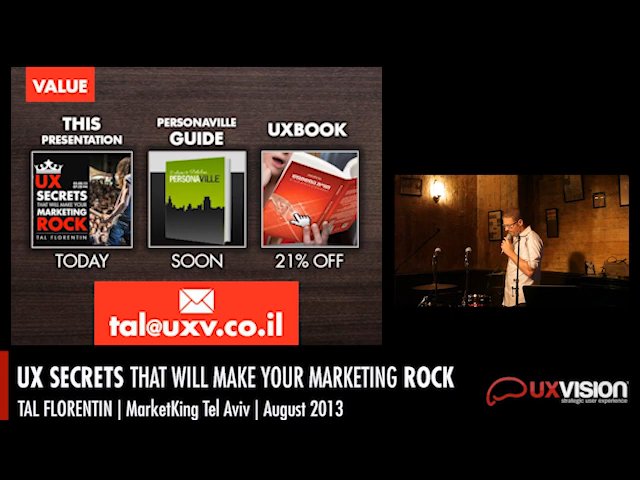 VALUE
THIS
PRESENTATION
UX
SECRETS
THAT WILL MAKE YOUR
MARKETING
ROCK
TAL FLORENTIN
TODAY
PERSONAVILLE
GUIDE
PERSONAVILLE
SOON
UXBOOK
21% OFF
tal@uxv.co.il
UX SECRETS THAT WILL MAKE YOUR MARKETING ROCK
TAL FLORENTIN | MarketKing Tel Aviv | August 2013
UXVISION
strategic user experience